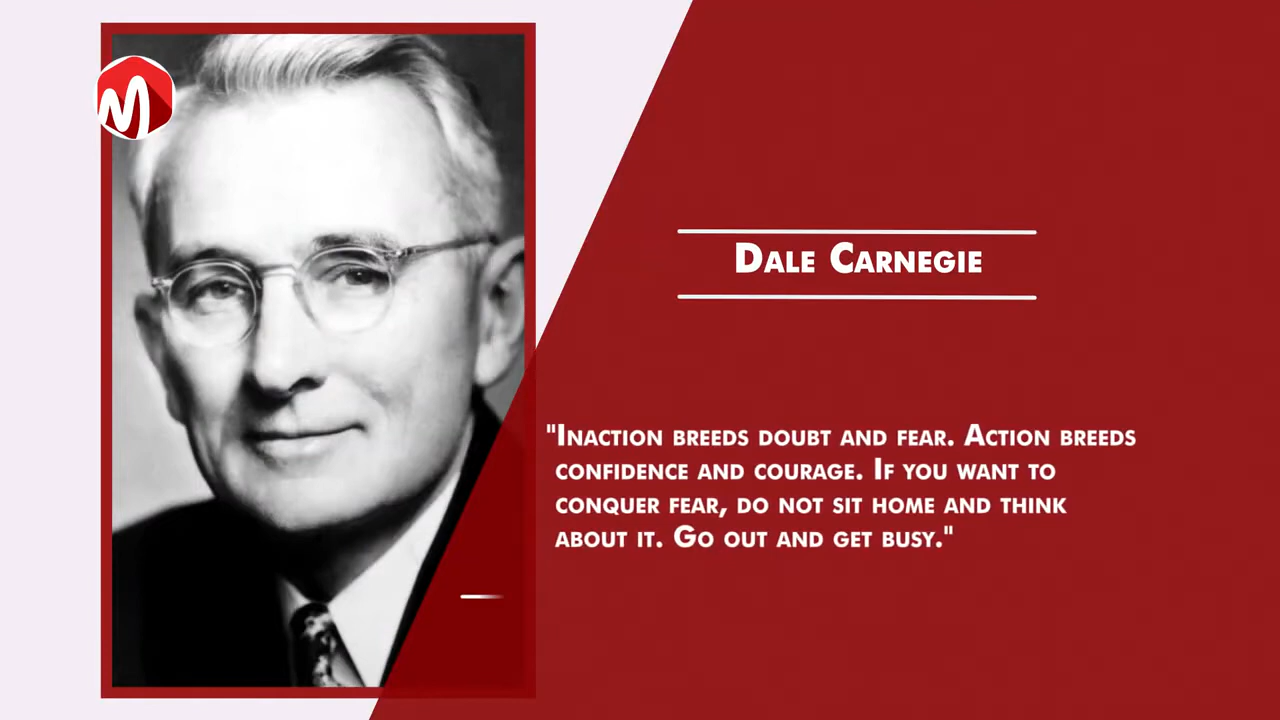 M
Dale Carnegie
"Inaction breeds doubt and fear. Action breeds
confidence and courage. If you want to
conquer fear, do not sit home and think
about it. Go out and get busy."